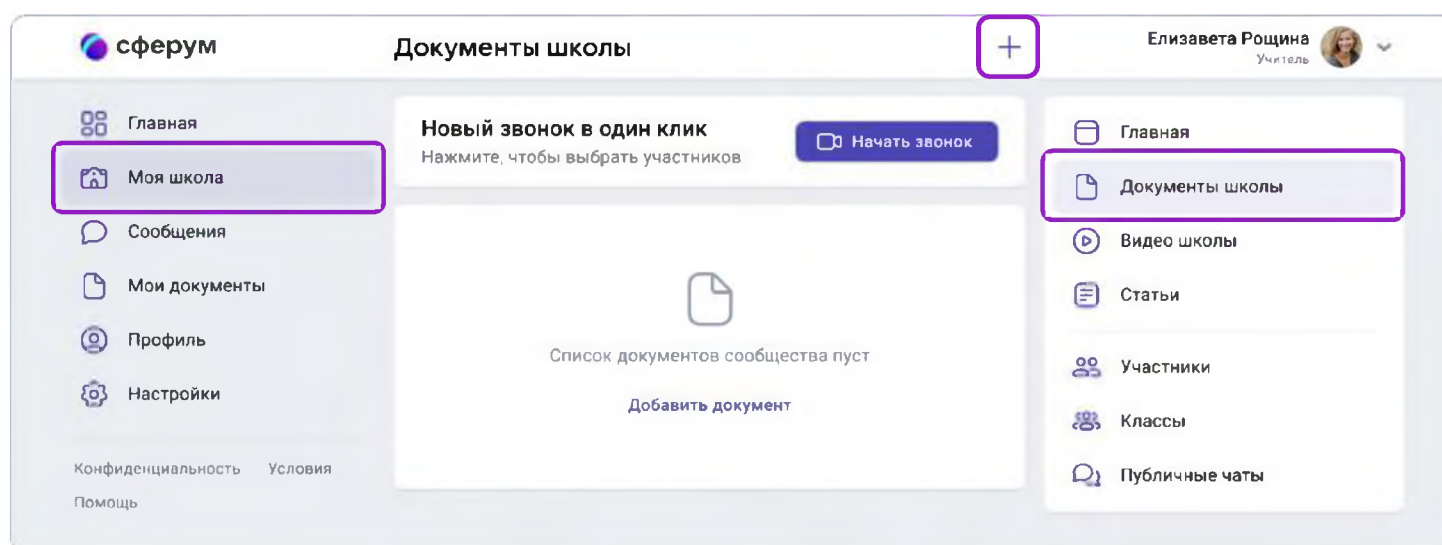 сферум
Документы школы
Елизавета Рощина
Учитель
Главная
Моя школа
Сообщения
Мои документы
Профиль
Настройки
Конфиденциальность Условия
Помощь
Новый звонок в один клик
Нажмите, чтобы выбрать участников
Начать звонок
Список документов сообщества пуст
Добавить документ
Главная
Документы школы
Видео школы
Статьи
Участники
Классы
Публичные чаты